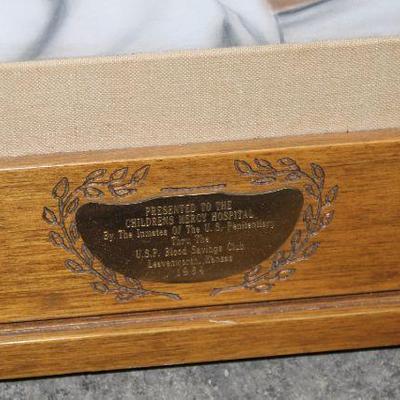 PRESENTED TO THE
CHILDRENS MERCY HOSPITAL
By The Inmates Of The U.S. Penitentiary
Thru The
U.S.P. Blood Savings Club
Leavenworth, Kansas
1964